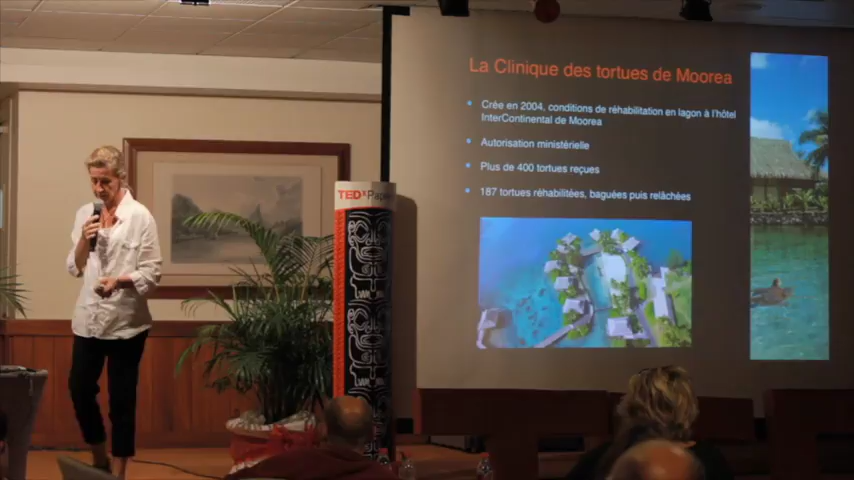 La Clinique des tortues de Moorea
Crée en 2004, conditions de réhabilitation en lagon à l'hôtel
InterContinental de Moorea
Autorisation ministérielle
Plus de 400 tortues reçues
187 tortues réhabilitées, baguées puis relâchées
TEDx